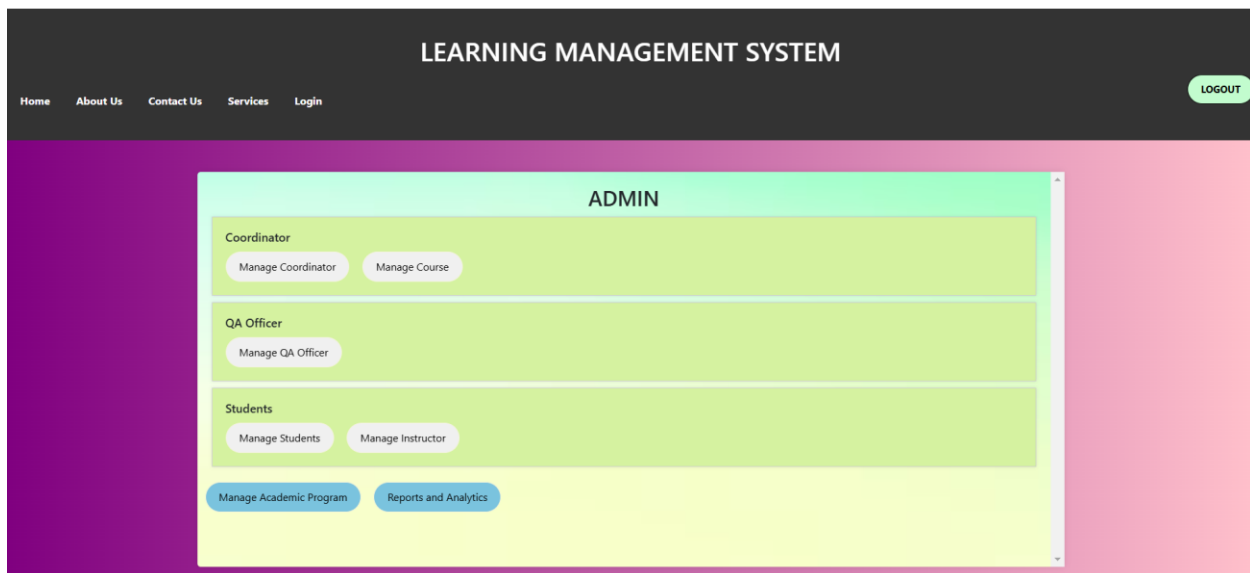 LEARNING MANAGEMENT SYSTEM
LOGOUT
Home About Us Contact Us Services Login
ADMIN
Coordinator
Manage Coordinator Manage Course
QA Officer
Manage QA Officer
Students
Manage Students Manage Instructor
Manage Academic Program Reports and Analytics